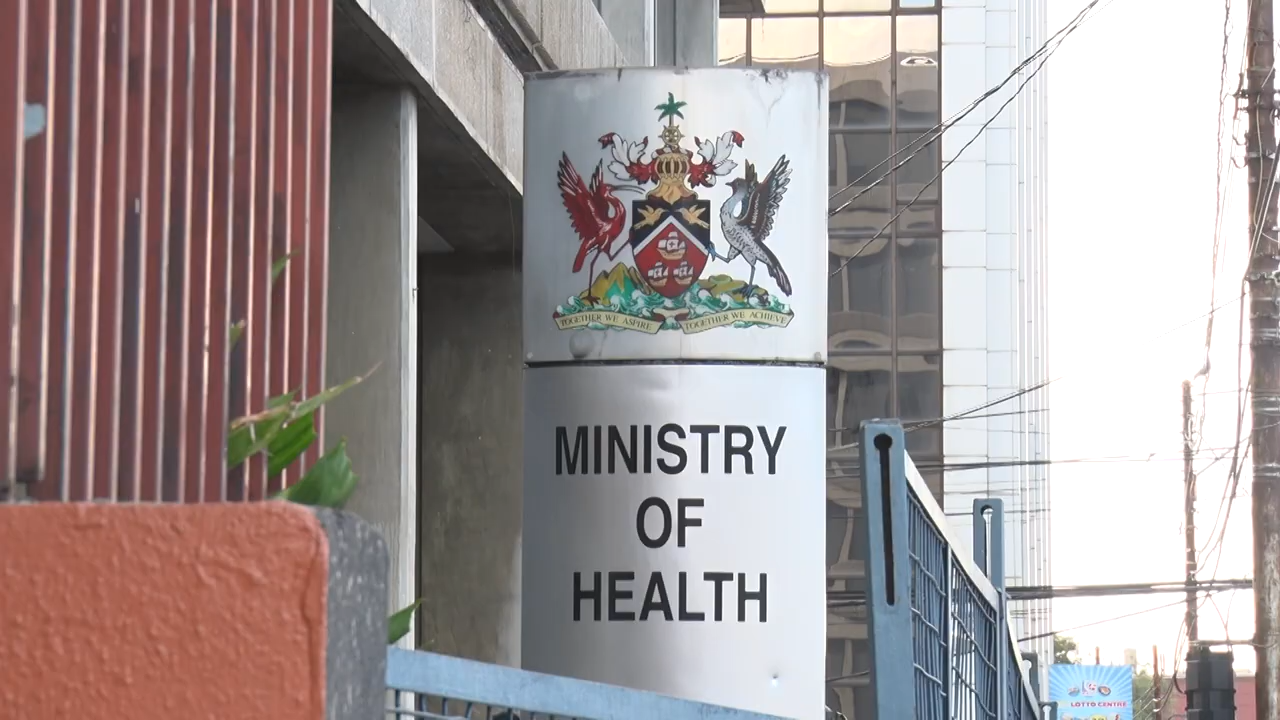 TOGETHER WE ASPIRE
TOGETHER WE ACHIEVE
MINISTRY
OF
HEALTH
LOTTO CENTRE